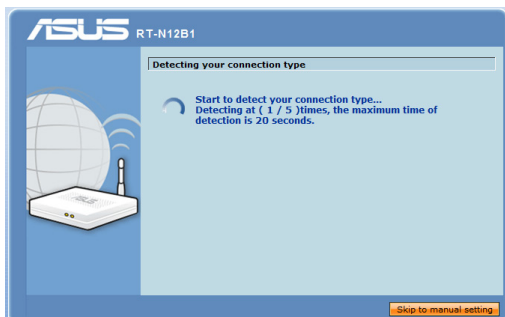 ASUS RT-N12B1
Detecting your connection type
Start to detect your connection type...
Detecting at ( 1 / 5 )times, the maximum time of
detection is 20 seconds.
ASUS
Skip to manual setting